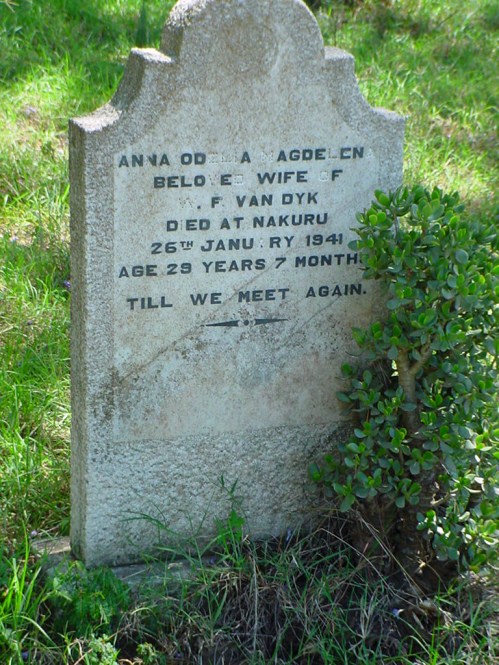 ANNA ODELIA MAGDELENA
BELOVED WIFE OF
F. VAN DYK
DIED AT NAKURU
26TH JANUARY 1941
AGE 29 YEARS 7 MONTHS.
TILL WE MEET AGAIN.